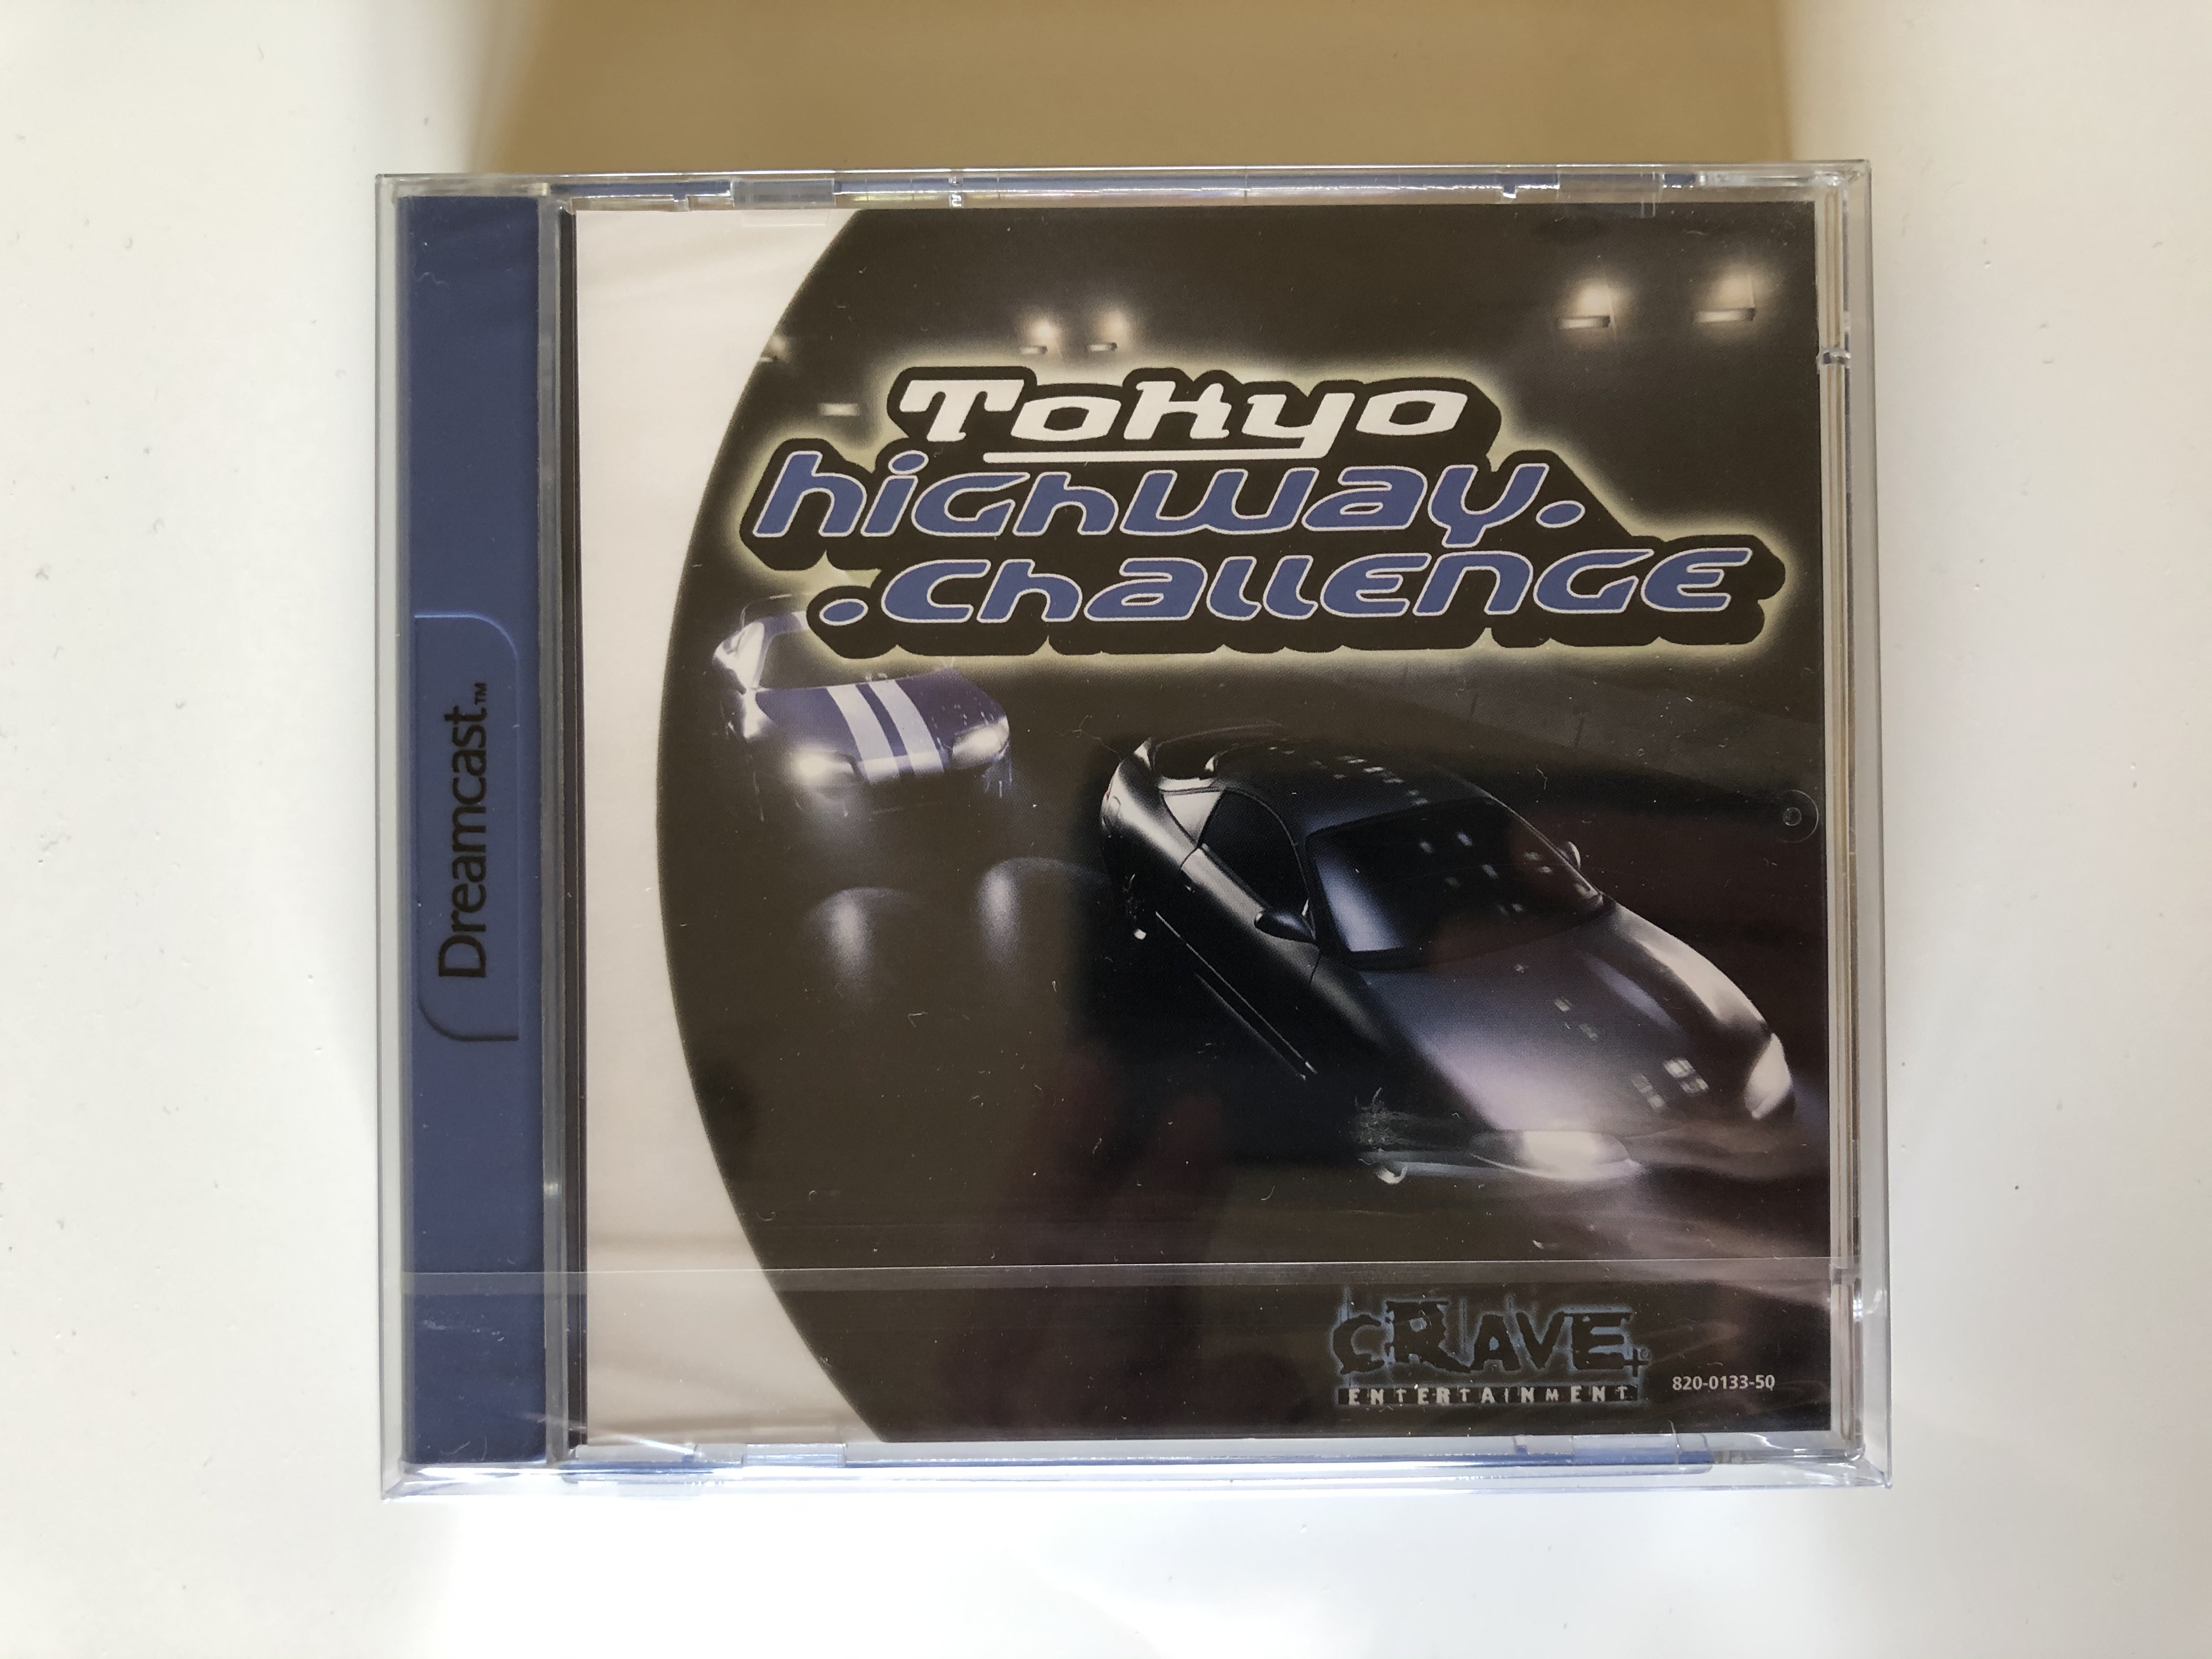 Dreamcast™
Tokyo
highway.
.challenge
CRAVE
ENTERTAINMENT
820-0133-50